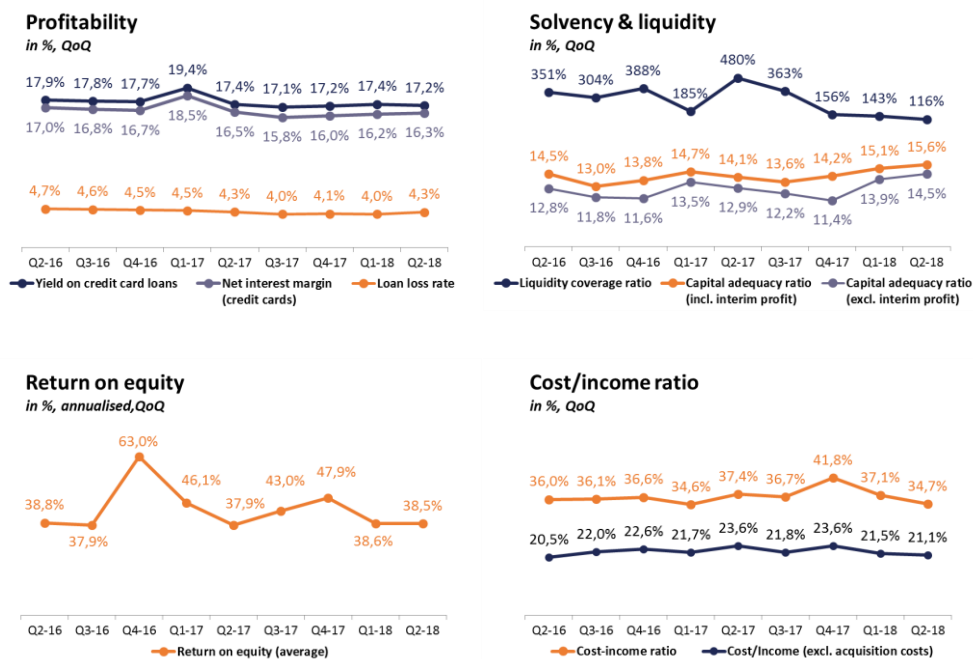 Profitability
in %, QoQ
17,9% 17,8% 17,7% 19,4% 17,4% 17,1% 17,2% 17,4% 17,2%
17,0% 16,8% 16,7% 18,5% 16,5% 15,8% 16,0% 16,2% 16,3%
4,7% 4,6% 4,5% 4,5% 4,3% 4,0% 4,1% 4,0% 4,3%
Q2-16 Q3-16 Q4-16 Q1-17 Q2-17 Q3-17 Q4-17 Q1-18 Q2-18
Yield on credit card loans Net interest margin Loan loss rate
(credit cards)
Solvency & liquidity
in %, QoQ
351% 304% 388% 185% 480% 363% 156% 143% 116%
14,5% 13,0% 13,8% 14,7% 14,1% 13,6% 14,2% 15,1% 15,6%
12,8% 11,8% 11,6% 13,5% 12,9% 12,2% 11,4% 13,9% 14,5%
Q2-16 Q3-16 Q4-16 Q1-17 Q2-17 Q3-17 Q4-17 Q1-18 Q2-18
Liquidity coverage ratio Capital adequacy ratio Capital adequacy ratio
(incl. interim profit) (excl. interim profit)
Return on equity
in %, annualised,QoQ
38,8% 37,9% 63,0% 46,1% 37,9% 43,0% 47,9% 38,6% 38,5%
Q2-16 Q3-16 Q4-16 Q1-17 Q2-17 Q3-17 Q4-17 Q1-18 Q2-18
Return on equity (average)
Cost/income ratio
in %, QoQ
36,0% 36,1% 36,6% 34,6% 37,4% 36,7% 41,8% 37,1% 34,7%
20,5% 22,0% 22,6% 21,7% 23,6% 21,8% 23,6% 21,5% 21,1%
Q2-16 Q3-16 Q4-16 Q1-17 Q2-17 Q3-17 Q4-17 Q1-18 Q2-18
Cost-income ratio Cost/Income (excl. acquisition costs)